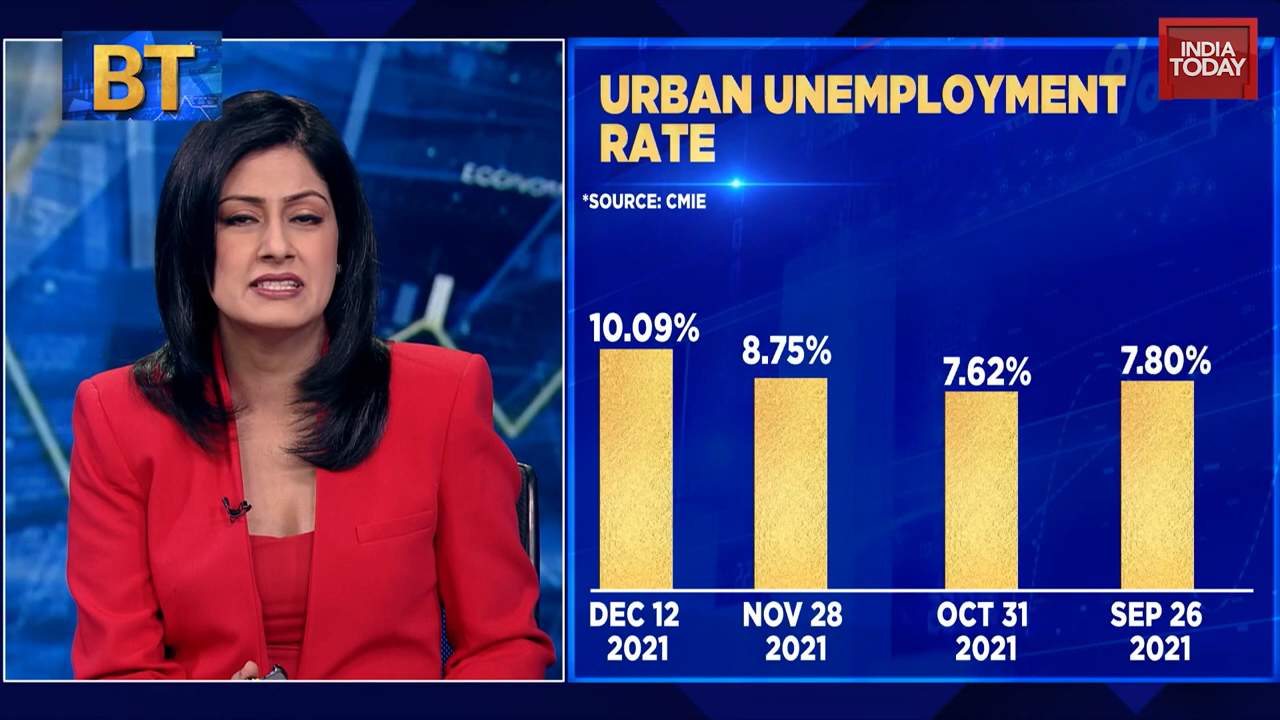 BT
ECONOM
INDIA
TODAY
URBAN UNEMPLOYMENT
RATE
*SOURCE: CMIE
10.09%
8.75%
7.62%
7.80%
DEC 12
2021
NOV 28
2021
OCT 31
2021
SEP 26
2021